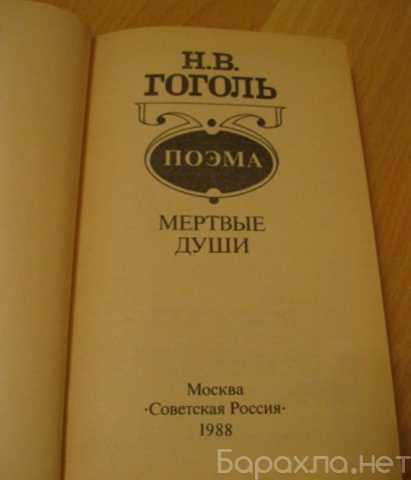 Н.В.
ГОГОЛЬ
ПОЭМА
МЕРТВЫЕ
ДУШИ
Москва
·Советская Россия·
1988
Барахла.нет